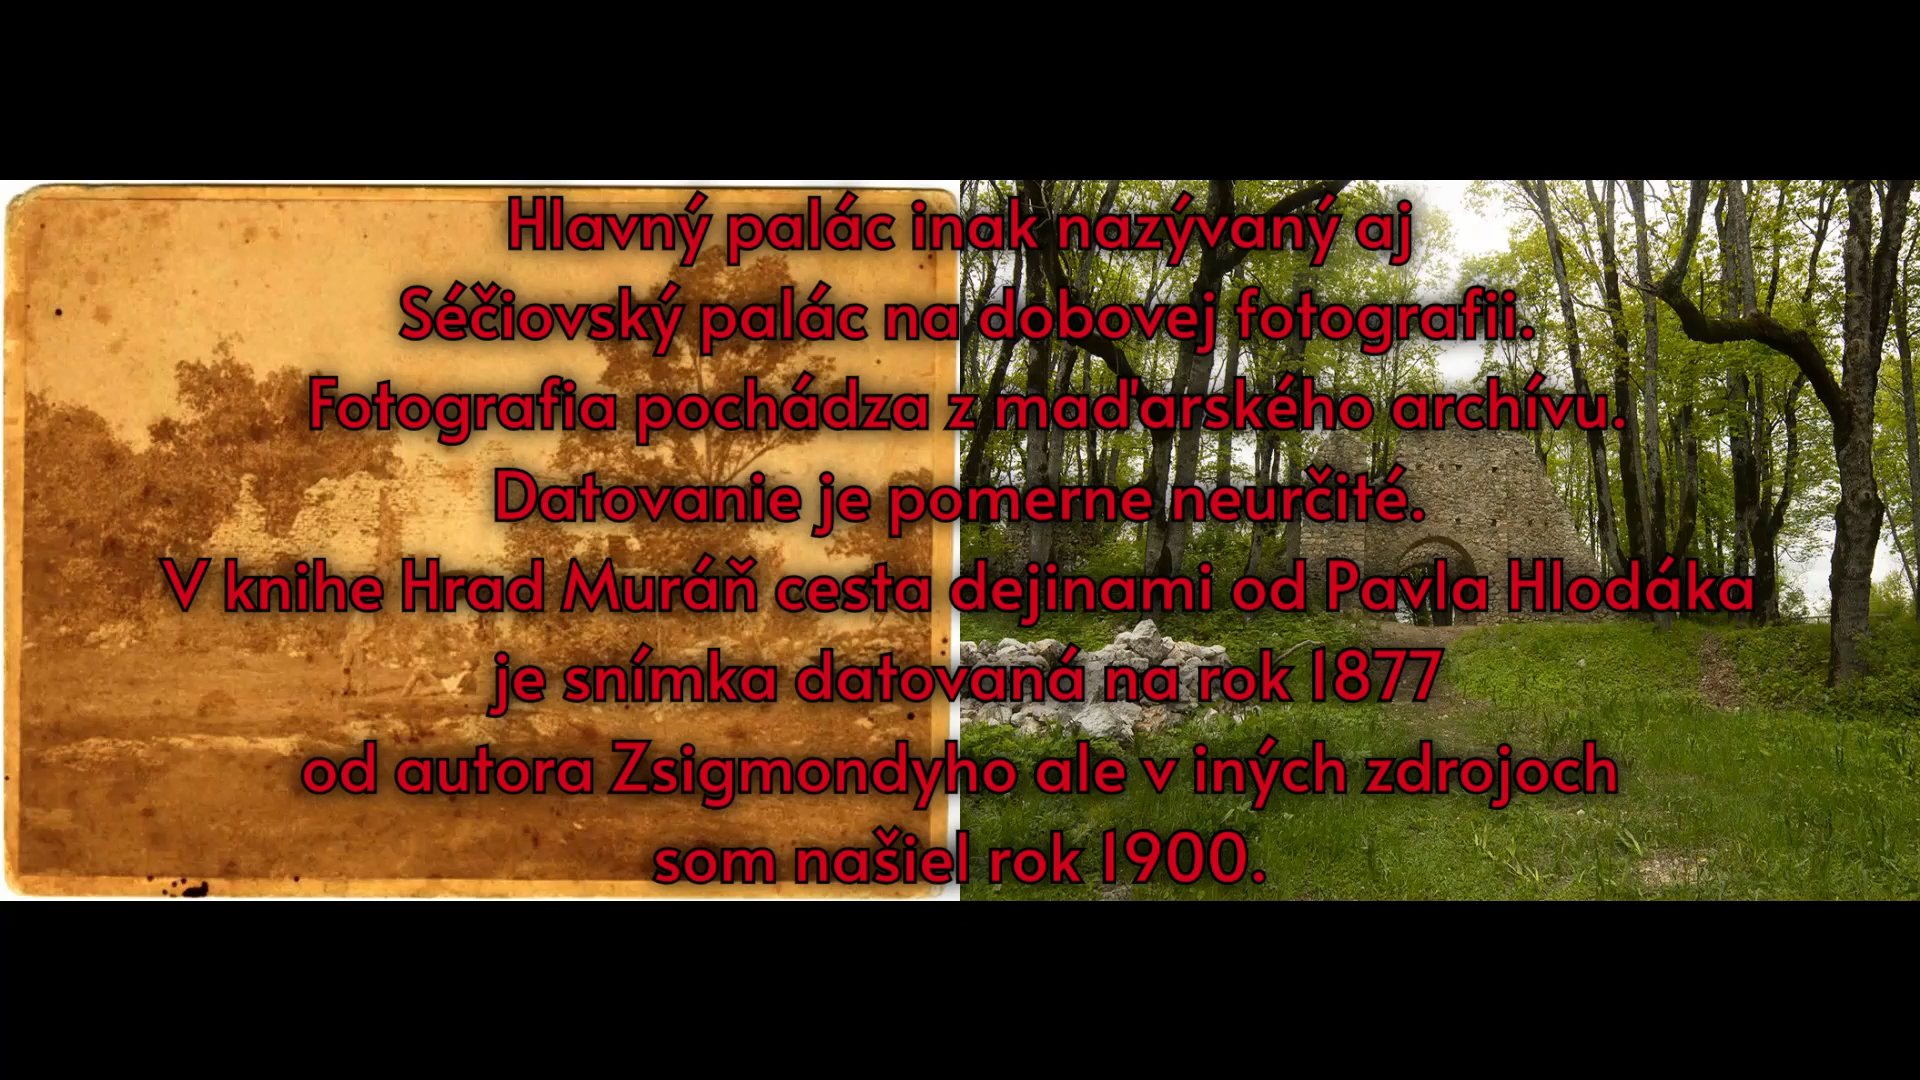 Hlavný palác inak nazývaný aj
Séčiovský palác na dobovej fotografii.
Fotografia pochádza z maďarského archívu.
Datovanie je pomerne neurčité.
V knihe Hrad Muráň cesta dejinami od Pavla Hlodáka
je snímka datovaná na rok 1877
od autora Zsigmondyho ale v iných zdrojoch
som našiel rok 1900.